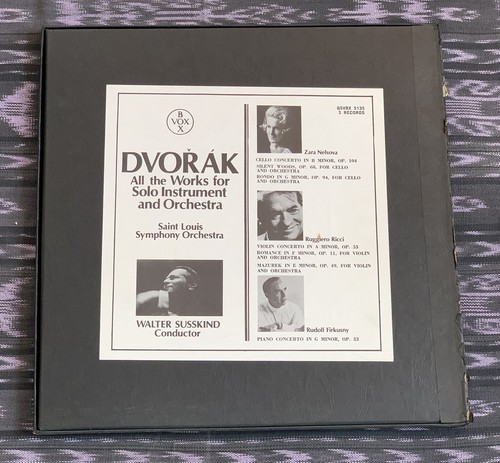 B
VOX
X
DVOŘÁK
All the Works for
Solo Instrument
and Orchestra
Saint Louis
Symphony Orchestra
WALTER SUSSKIND
Conductor
QSVBX 5135
3 RECORDS
Zara Nelsova
CELLO CONCERTO IN B MINOR, OP. 104
SILENT WOODS, OP. 68, FOR CELLO
AND ORCHESTRA
RONDO IN G MINOR, OP. 94, FOR CELLO
AND ORCHESTRA
Ruggiero Ricci
VIOLIN CONCERTO IN A MINOR, OP. 53
ROMANCE IN F MINOR, OP. 11, FOR VIOLIN
AND ORCHESTRA
MAZUREK IN E MINOR, OP. 49, FOR VIOLIN
AND ORCHESTRA
Rudolf Firkusny
PIANO CONCERTO IN G MINOR, OP. 33